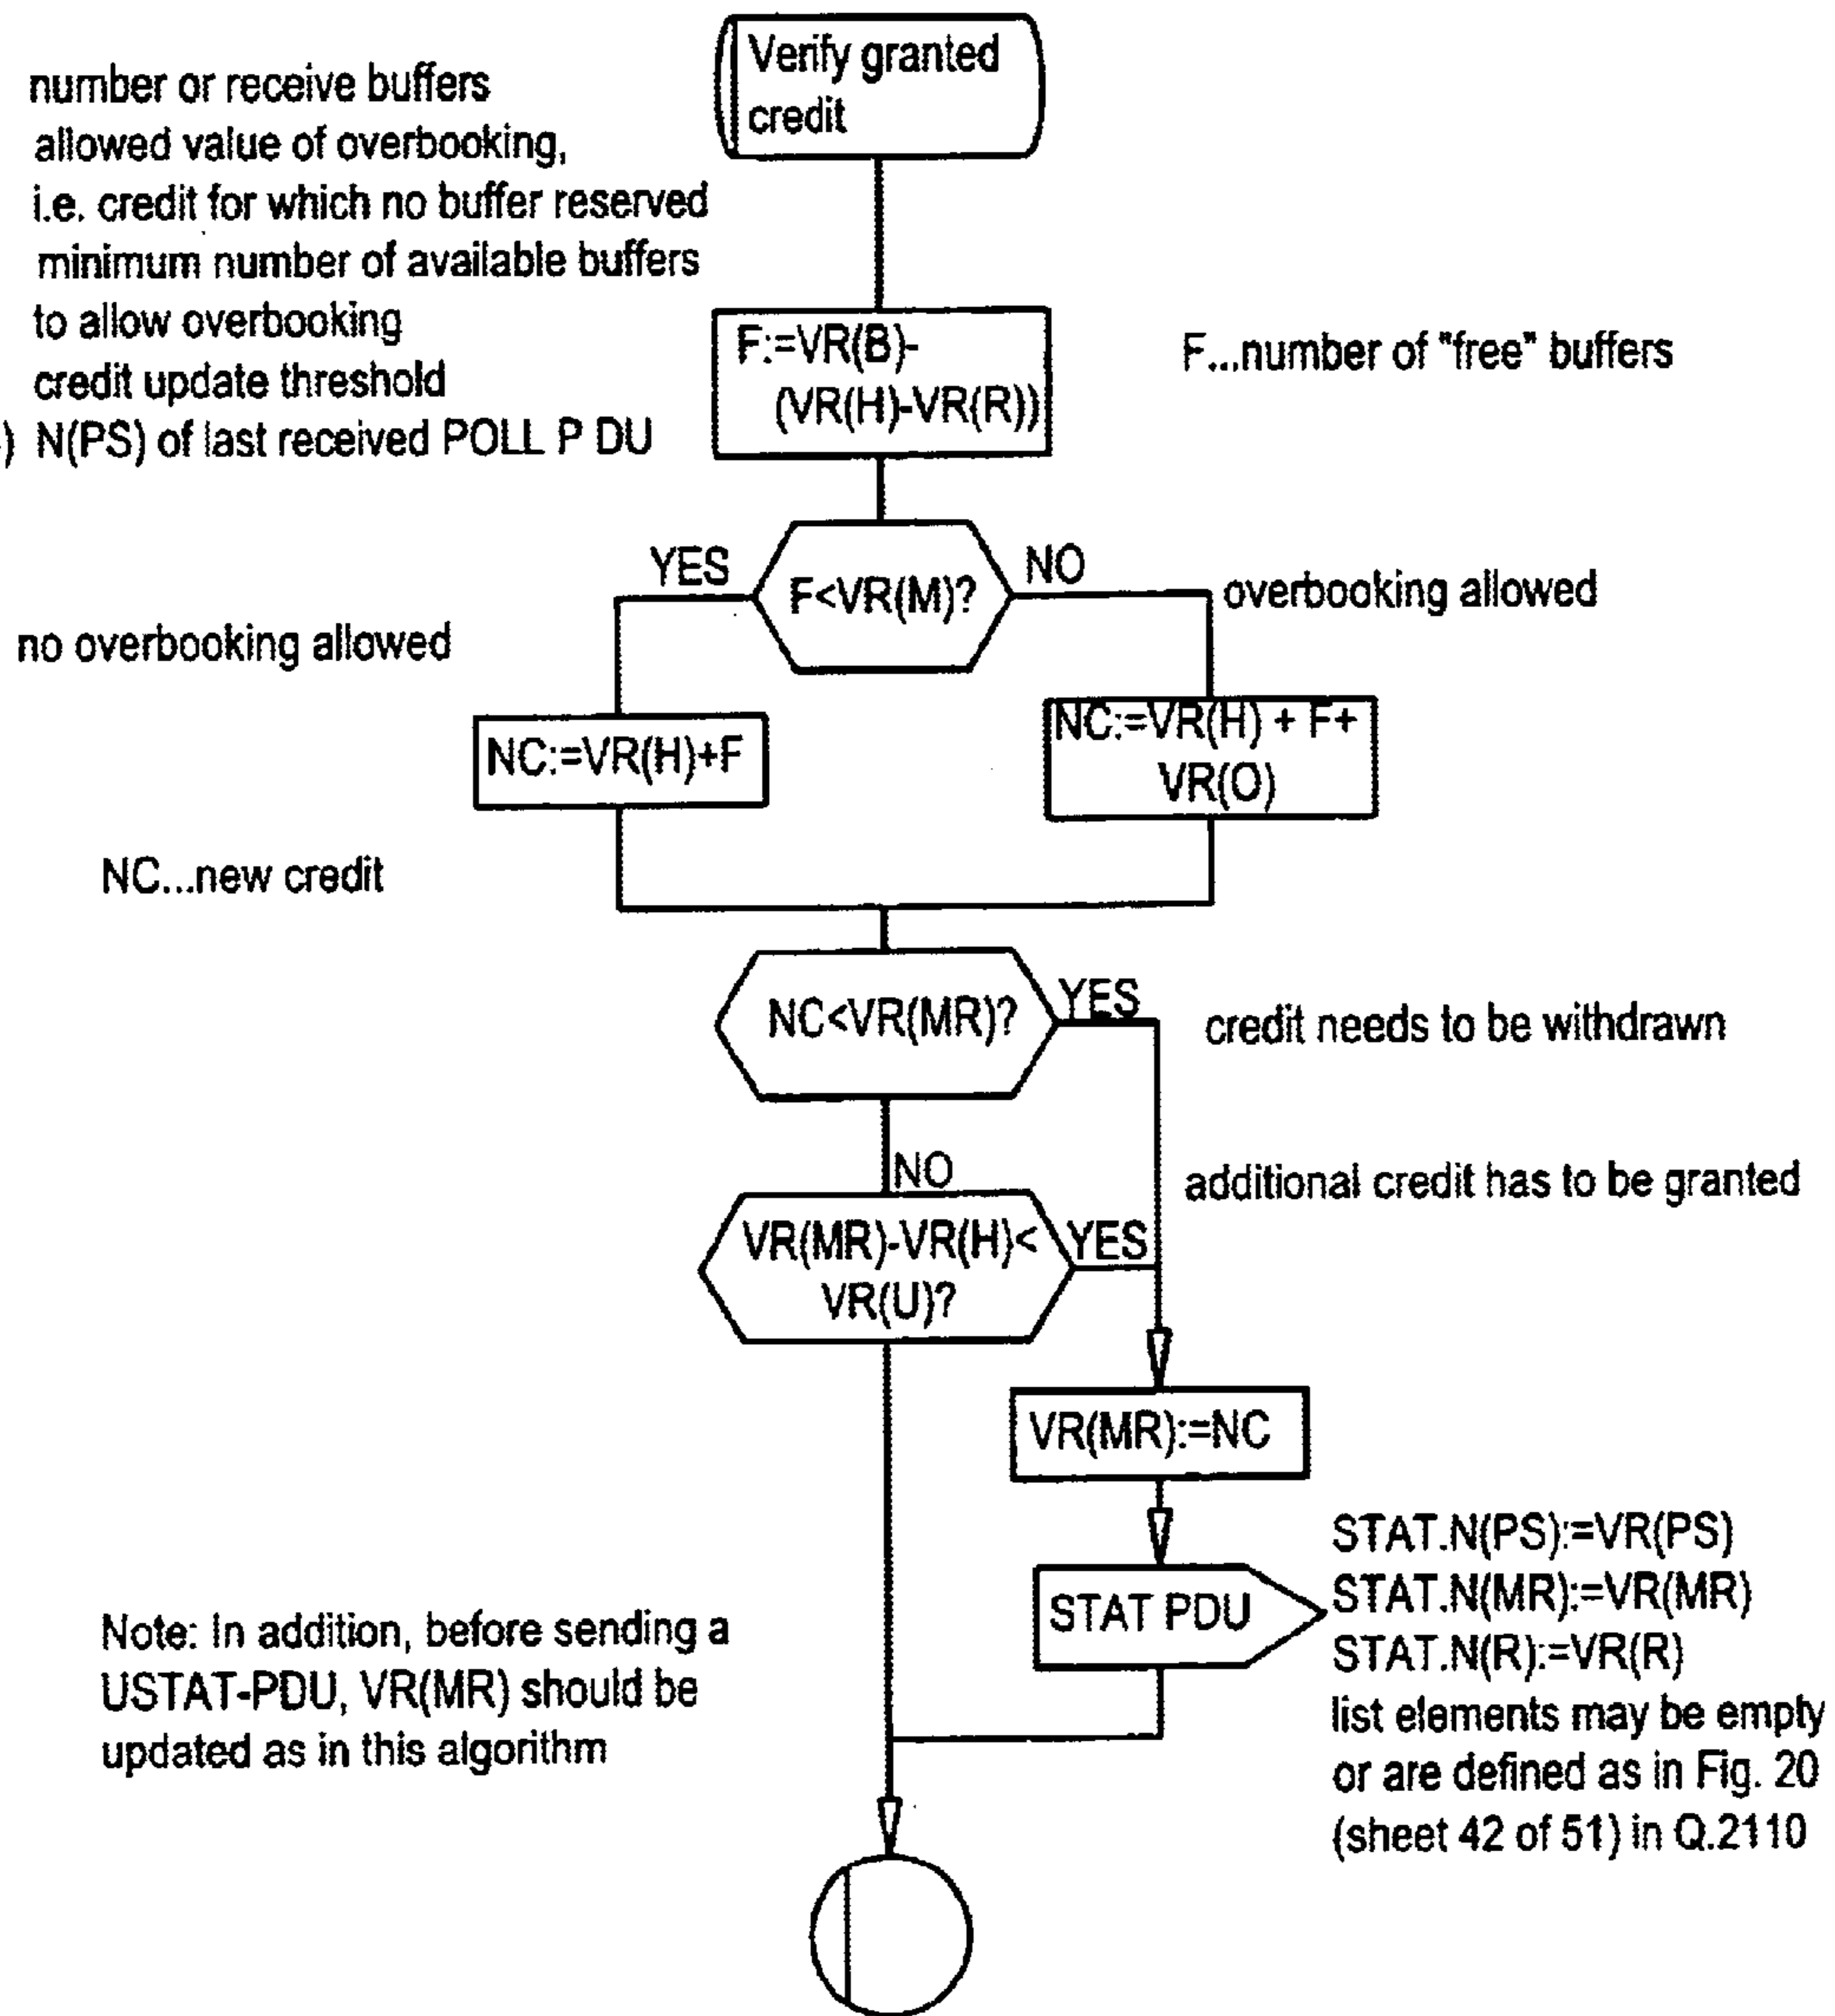 number or receive buffers
allowed value of overbooking,
i.e. credit for which no buffer reserved
minimum number of available buffers
to allow overbooking
credit update threshold
) N(PS) of last received POLL P DU
Verify granted
credit
F:=VR(B)-
(VR(H)-VR(R))
F...number of "free" buffers
YES
F<VR(M)?
NO
overbooking allowed
no overbooking allowed
NC:=VR(H)+F
NC:=VR(H) + F+
VR(O)
NC...new credit
NC<VR(MR)?
YES
credit needs to be withdrawn
NO
additional credit has to be granted
VR(MR)-VR(H)<
VR(U)?
YES
VR(MR):=NC
STAT PDU
STAT.N(PS):=VR(PS)
STAT.N(MR):=VR(MR)
STAT.N(R):=VR(R)
list elements may be empty
or are defined as in Fig. 20
(sheet 42 of 51) in Q.2110
Note: In addition, before sending a
USTAT-PDU, VR(MR) should be
updated as in this algorithm